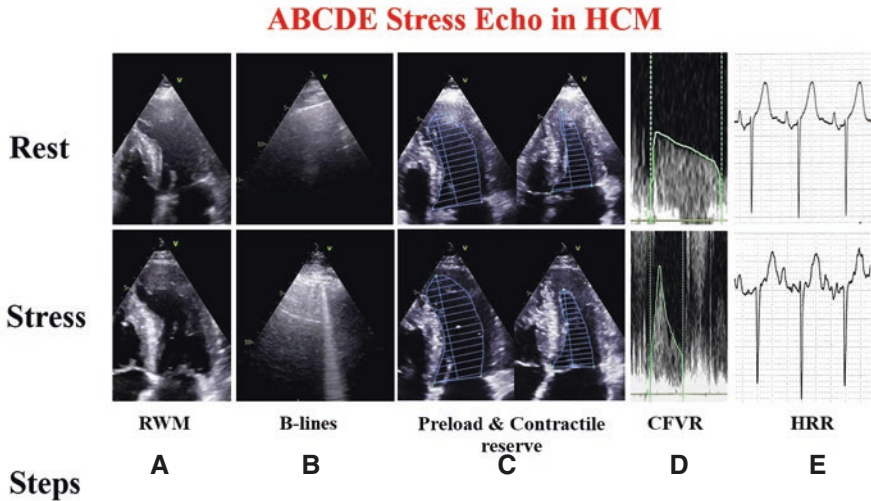 ABCDE Stress Echo in HCM
Rest
Stress
RWM
B-lines
Preload & Contractile
reserve
CFVR
HRR
A
B
C
D
E
Steps